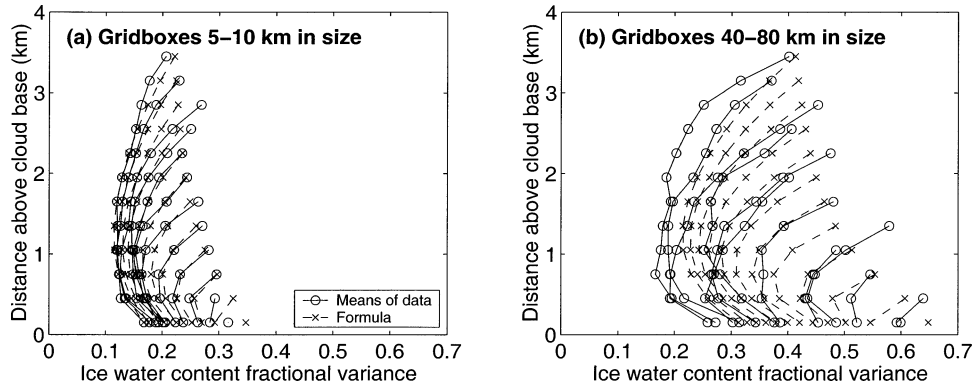 (a) Gridboxes 5–10 km in size
Distance above cloud base (km)
4
3
2
1
0
Means of data
Formula
0 0.1 0.2 0.3 0.4 0.5 0.6 0.7
Ice water content fractional variance
(b) Gridboxes 40–80 km in size
Distance above cloud base (km)
4
3
2
1
0
0 0.1 0.2 0.3 0.4 0.5 0.6 0.7
Ice water content fractional variance